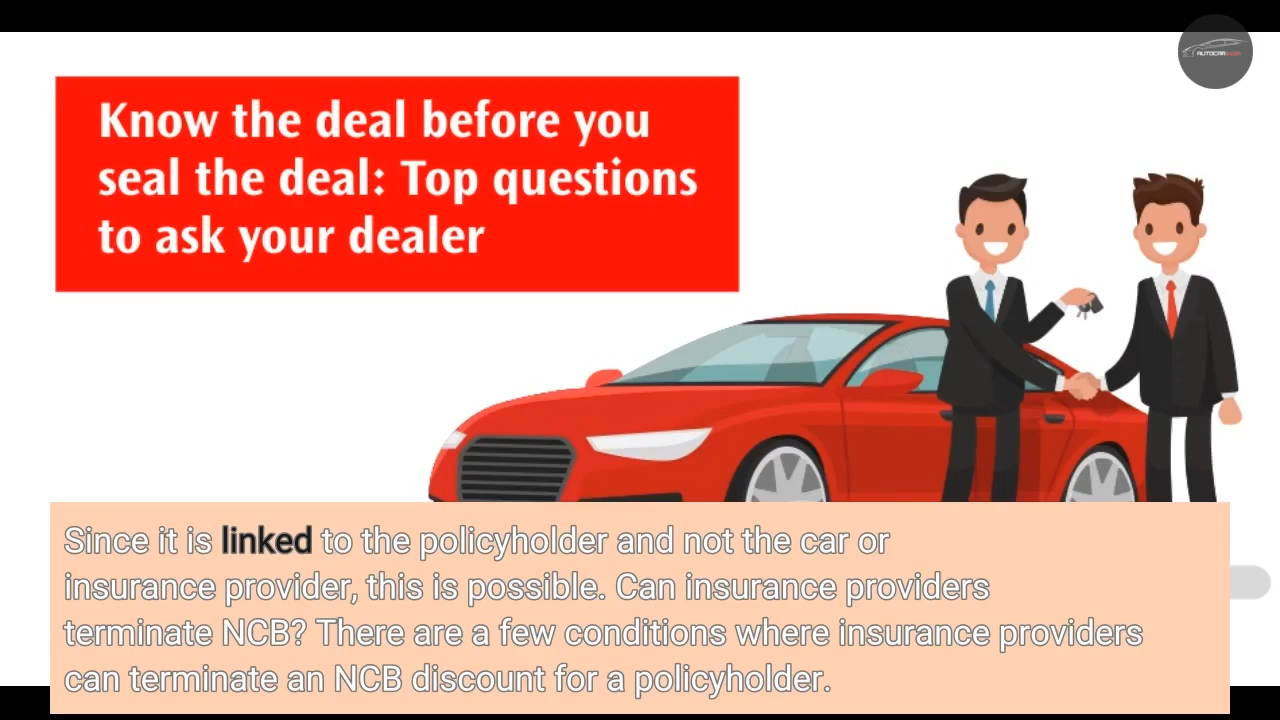 AUTOCARINDIA
Know the deal before you
seal the deal: Top questions
to ask your dealer
Since it is linked to the policyholder and not the car or
insurance provider, this is possible. Can insurance providers
terminate NCB? There are a few conditions where insurance providers
can terminate an NCB discount for a policyholder.